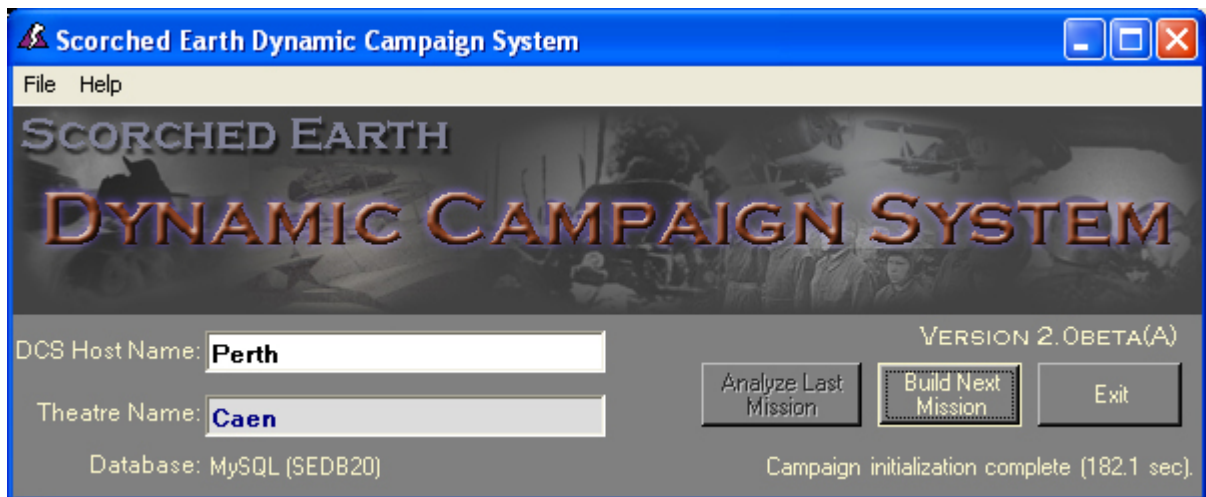 Scorched Earth Dynamic Campaign System
File Help
SCORCHED EARTH
DYNAMIC CAMPAIGN SYSTEM
VERSION 2.0BETA(A)
DCS Host Name: Perth
Analyze Last
Mission
Build Next
Mission
Exit
Theatre Name: Caen
Database: MySQL (SEDB20)
Campaign initialization complete (182.1 sec).